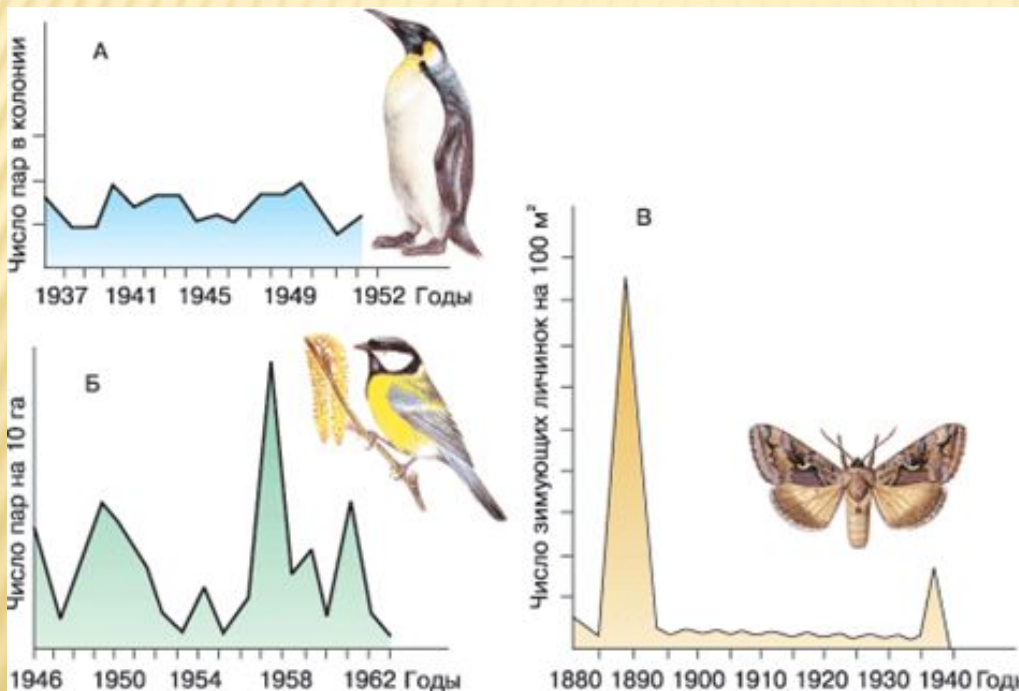 А
Число пар в колонии
1937 1941 1945 1949 1952 Годы
Б
Число пар на 10 га
1946 1950 1954 1958 1962 Годы
В
Число зимующих личинок на 100 м²
1880 1890 1900 1910 1920 1930 1940 Годы